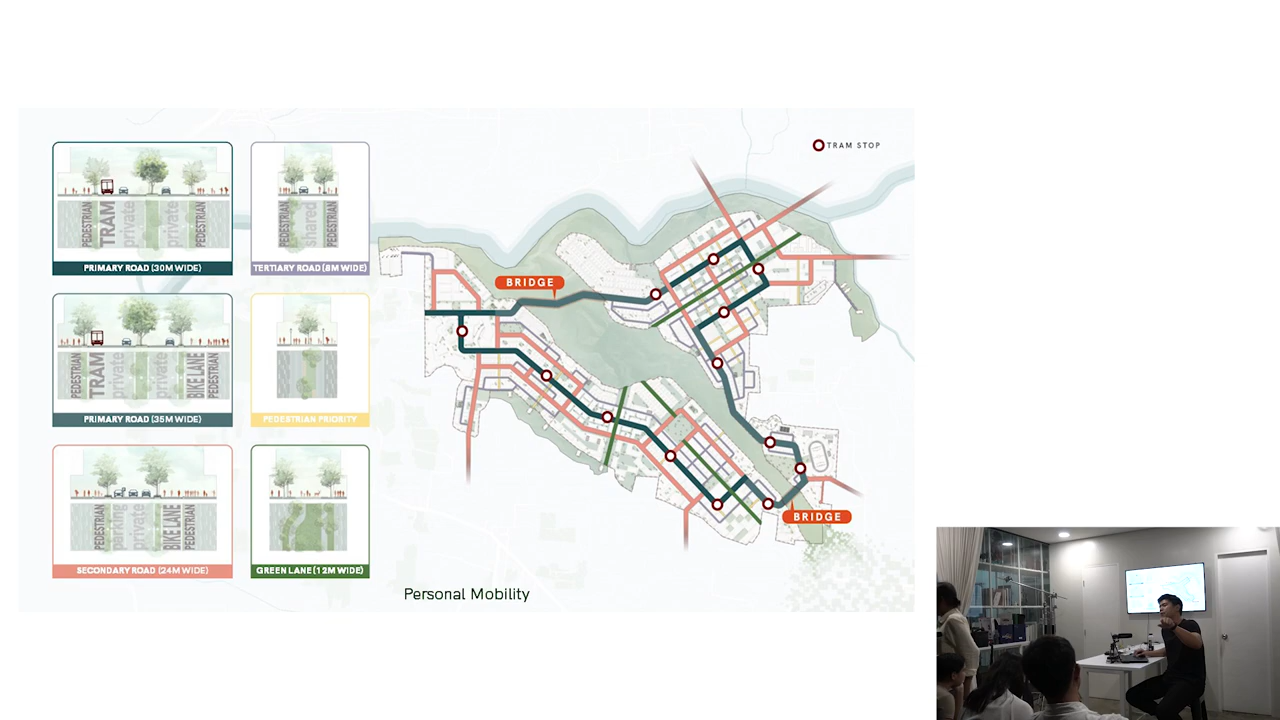 TRAM STOP
PEDESTRIAN
TRAM
private
private
PEDESTRIAN
PRIMARY ROAD (30M WIDE)
PEDESTRIAN
shared
PEDESTRIAN
TERTIARY ROAD (8M WIDE)
BRIDGE
PEDESTRIAN
TRAM
private
private
BIKE LANE
PEDESTRIAN
PRIMARY ROAD (35M WIDE)
PEDESTRIAN PRIORITY
PEDESTRIAN
parking
private
BIKE LANE
PEDESTRIAN
SECONDARY ROAD (24M WIDE)
GREEN LANE (12M WIDE)
BRIDGE
Personal Mobility